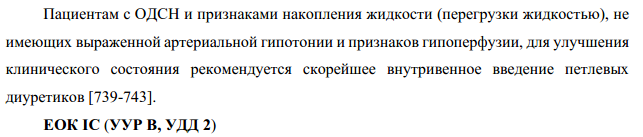 Пациентам с ОДСН и признаками накопления жидкости (перегрузки жидкостью), не
имеющих выраженной артериальной гипотонии и признаков гипоперфузии, для улучшения
клинического состояния рекомендуется скорейшее внутривенное введение петлевых
диуретиков [739-743].
ЕОК IC (УУР B, УДД 2)